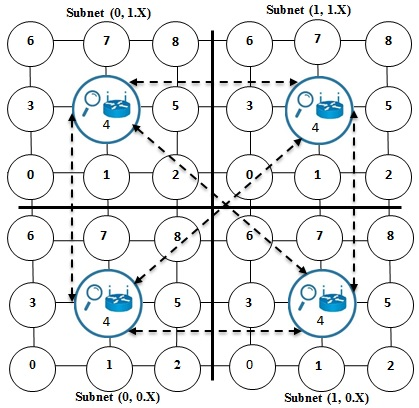 Subnet (0, 1.X) Subnet (1, 1.X)
6 7 8 6 7 8
3 4 5 3 4 5
0 1 2 0 1 2
6 7 8 6 7 8
3 4 5 3 4 5
0 1 2 0 1 2
Subnet (0, 0.X) Subnet (1, 0.X)